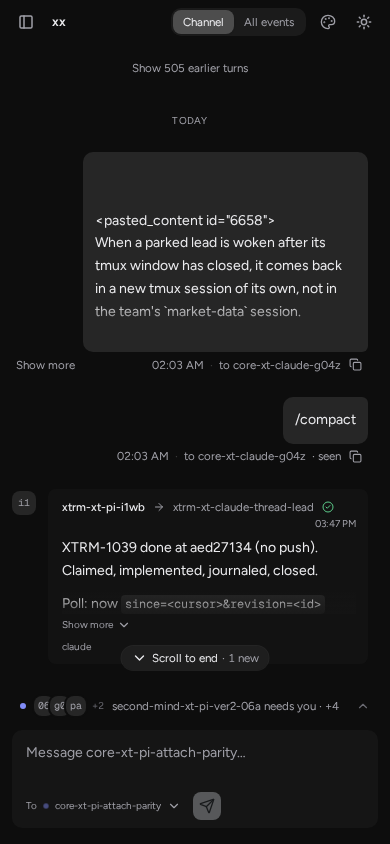 xx
Channel
All events
Show 505 earlier turns
TODAY
<pasted_content id="6658">
When a parked lead is woken after its
tmux window has closed, it comes back
in a new tmux session of its own, not in
the team's `market-data` session.
Show more
02:03 AM · to core-xt-claude-g04z
/compact
02:03 AM · to core-xt-claude-g04z · seen
i1
xtrm-xt-pi-i1wb → xtrm-xt-claude-thread-lead
03:47 PM
XTRM-1039 done at aed27134 (no push).
Claimed, implemented, journaled, closed.
Poll: now since=<cursor>&revision=<id>
Show more
claude
Scroll to end · 1 new
06 g0 pa +2 second-mind-xt-pi-ver2-06a needs you · +4
Message core-xt-pi-attach-parity...
To core-xt-pi-attach-parity